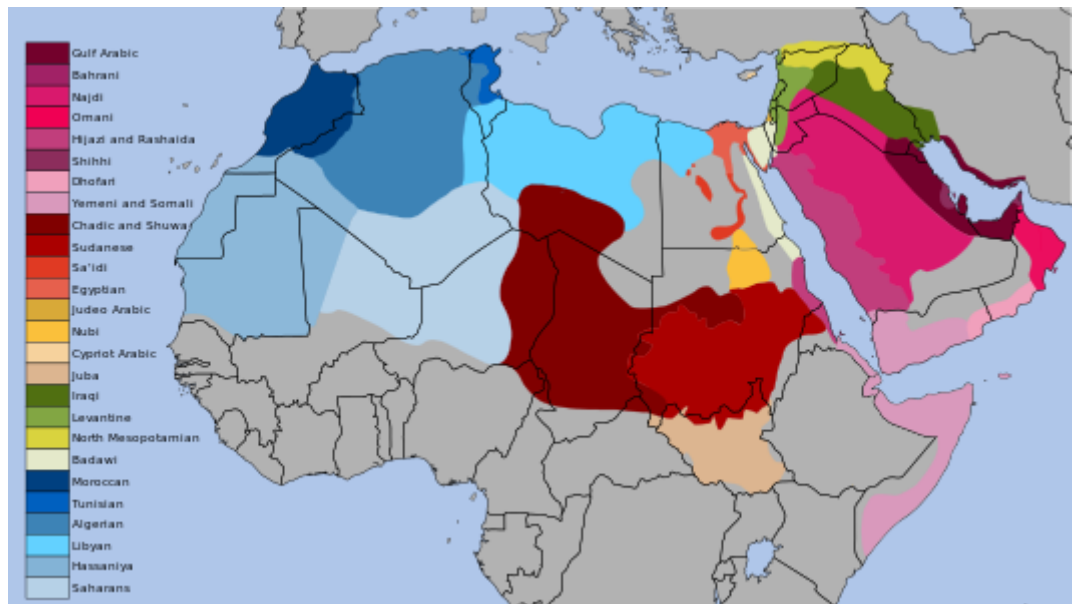 Gulf Arabic
Bahrani
Najdi
Omani
Hijazi and Rashaida
Shihhi
Dhofari
Yemeni and Somali
Chadic and Shuwa
Sudanese
Sa'idi
Egyptian
Judeo Arabic
Nubi
Cypriot Arabic
Juba
Iraqi
Levantine
North Mesopotamian
Badawi
Moroccan
Tunisian
Algerian
Libyan
Hassaniya
Saharans